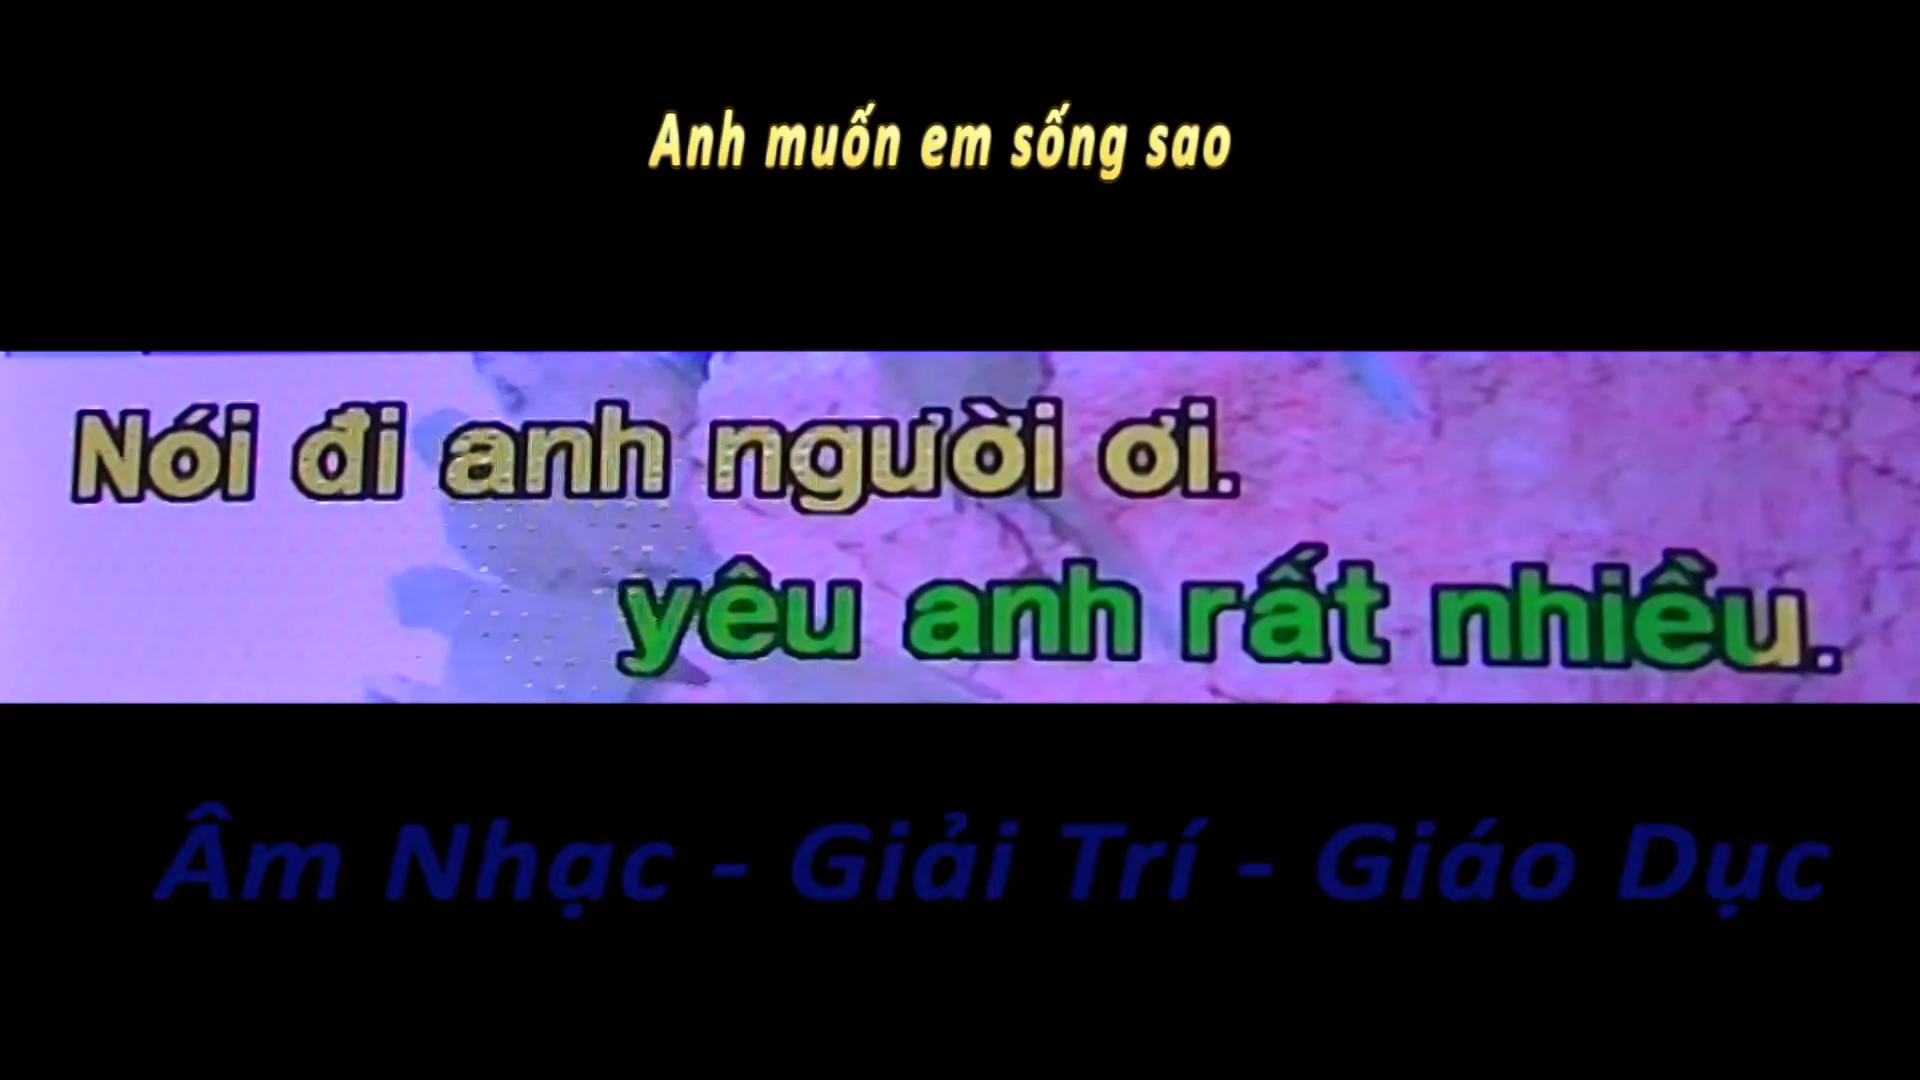 Anh muốn em sống sao
Nói đi anh người ơi.
yêu anh rất nhiều.
Âm Nhạc - Giải Trí - Giáo Dục